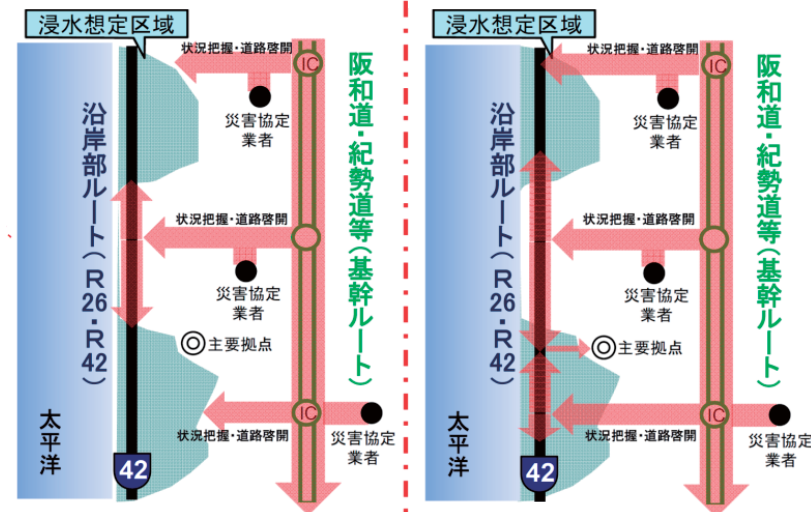 浸水想定区域
状況把握・道路啓開
IC
災害協定
業者
阪和道・紀勢道等(基幹ルート)
沿岸部ルート(R26・R42)
状況把握・道路啓開
災害協定
業者
主要拠点
IC
状況把握・道路啓開
災害協定
業者
太平洋
42
浸水想定区域
状況把握・道路啓開
IC
災害協定
業者
阪和道・紀勢道等(基幹ルート)
沿岸部ルート(R26・R42)
状況把握・道路啓開
災害協定
業者
主要拠点
IC
状況把握・道路啓開
災害協定
業者
太平洋
42